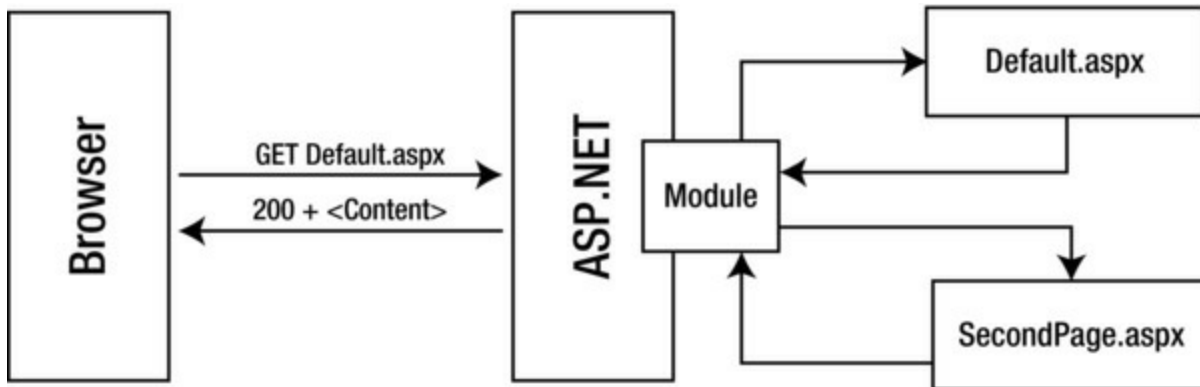 Browser
GET Default.aspx
200 + <Content>
ASP.NET
Module
Default.aspx
SecondPage.aspx